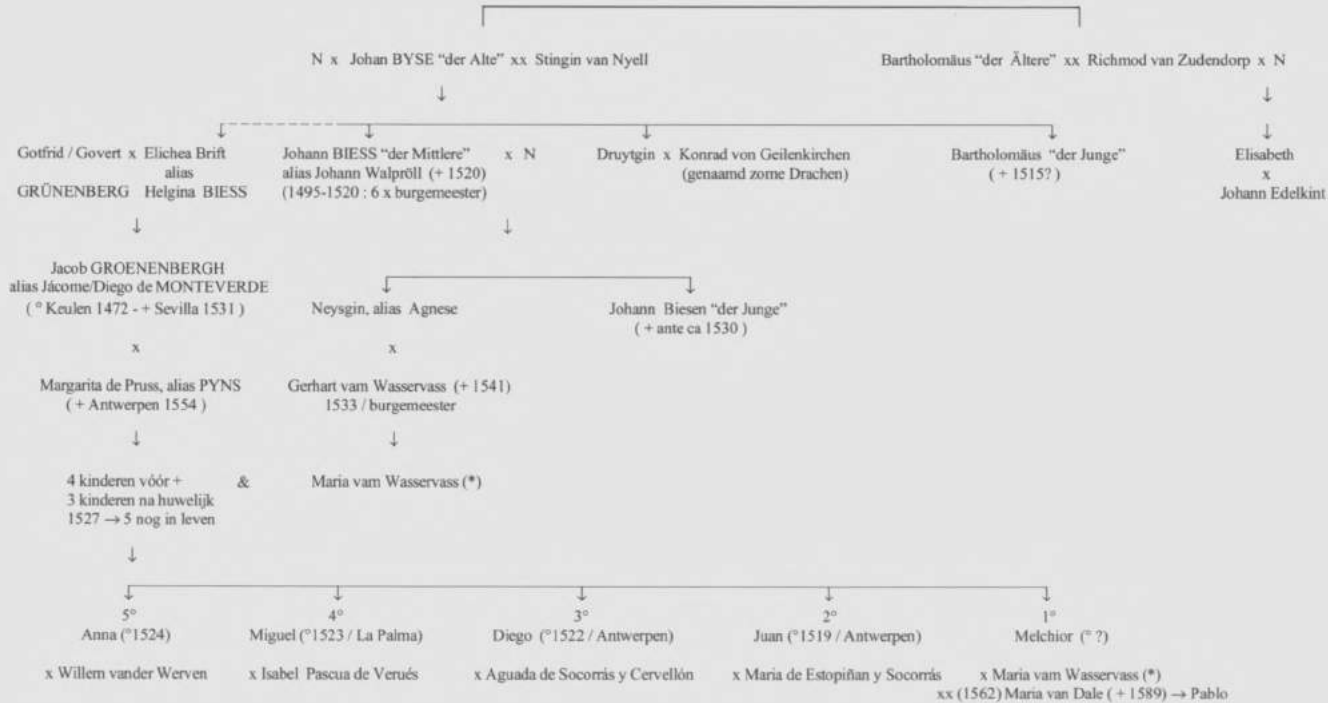 N x Johan BYSE “der Alte” xx Stingin van Nyell
Bartholomäus “der Ältere” xx Richmod van Zudendorp x N
↓ ↓
Gotfrid / Govert x Elichea Brift
alias
GRÜNENBERG Helgina BIESS
Johann BIESS “der Mittlere” x N
alias Johann Walpröll (+ 1520)
(1495-1520 : 6 x burgemeester)
Druytgin x Konrad von Geilenkirchen
(genaamd zome Drachen)
Bartholomäus “der Junge”
( + 1515?)
Elisabeth
x
Johann Edelkint
↓ ↓
Jacob GROENENBERGH
alias Jácome/Diego de MONTEVERDE
( ° Keulen 1472 - + Sevilla 1531 )
Neysgin, alias Agnese
Johann Biesen “der Junge”
( + ante ca 1530 )
x x
Margarita de Pruss, alias PYNS
( + Antwerpen 1554 )
Gerhart vam Wasservass (+ 1541)
1533 / burgemeester
↓ ↓
4 kinderen vóór + & Maria vam Wasservass (*)
3 kinderen na huwelijk
1527 → 5 nog in leven
↓
5° 4° 3° 2° 1°
Anna (°1524) Miguel (°1523 / La Palma) Diego (°1522 / Antwerpen) Juan (°1519 / Antwerpen) Melchior (° ?)
x Willem vander Werven x Isabel Pascua de Verués x Aguada de Socorrás y Cervellón x Maria de Estopiñan y Socorrás x Maria vam Wasservass (*)
xx (1562) Maria van Dale ( + 1589) → Pablo